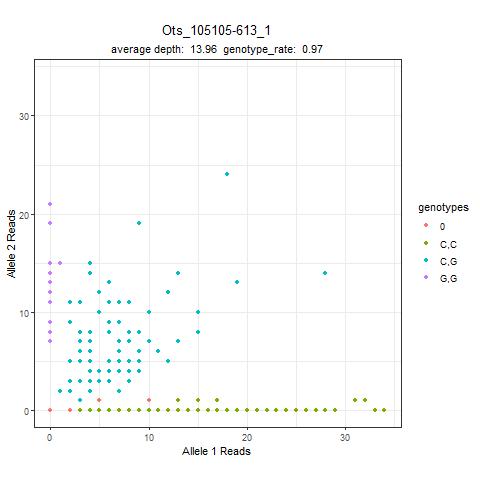 Ots_105105-613_1
average depth: 13.96 genotype_rate: 0.97
30
20
10
0
Allele 2 Reads
0 10 20 30
Allele 1 Reads
genotypes
0
C,C
C,G
G,G